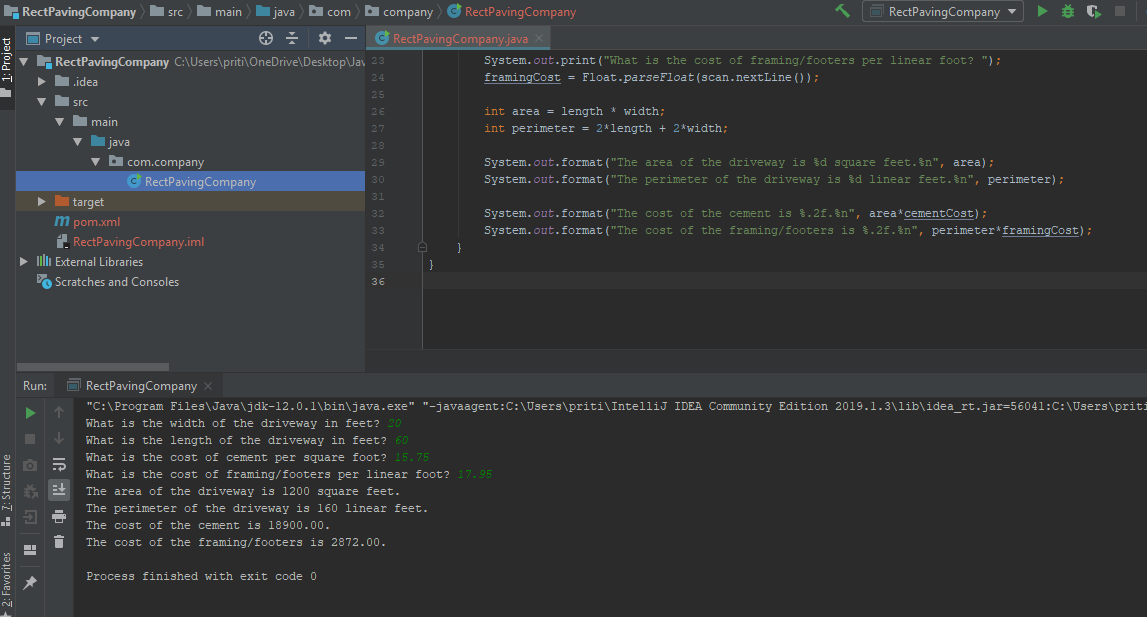 RectPavingCompany src main java com company RectPavingCompany RectPavingCompany
1: Project
Project
RectPavingCompany.java
RectPavingCompany C:\Users\priti\OneDrive\Desktop\Jav
.idea
src
main
java
com.company
RectPavingCompany
target
pom.xml
RectPavingCompany.iml
External Libraries
Scratches and Consoles
23 System.out.print("What is the cost of framing/footers per linear foot? ");
24 framingCost = Float.parseFloat(scan.nextLine());
25
26 int area = length * width;
27 int perimeter = 2*length + 2*width;
28
29 System.out.format("The area of the driveway is %d square feet.%n", area);
30 System.out.format("The perimeter of the driveway is %d linear feet.%n", perimeter);
31
32 System.out.format("The cost of the cement is %.2f.%n", area*cementCost);
33 System.out.format("The cost of the framing/footers is %.2f.%n", perimeter*framingCost);
34 }
35 }
36
Run: RectPavingCompany
"C:\Program Files\Java\jdk-12.0.1\bin\java.exe" "-javaagent:C:\Users\priti\IntelliJ IDEA Community Edition 2019.1.3\lib\idea_rt.jar=56041:C:\Users\priti
What is the width of the driveway in feet? 20
What is the length of the driveway in feet? 60
What is the cost of cement per square foot? 15.75
What is the cost of framing/footers per linear foot? 17.95
The area of the driveway is 1200 square feet.
The perimeter of the driveway is 160 linear feet.
The cost of the cement is 18900.00.
The cost of the framing/footers is 2872.00.
Process finished with exit code 0
7: Structure
2: Favorites